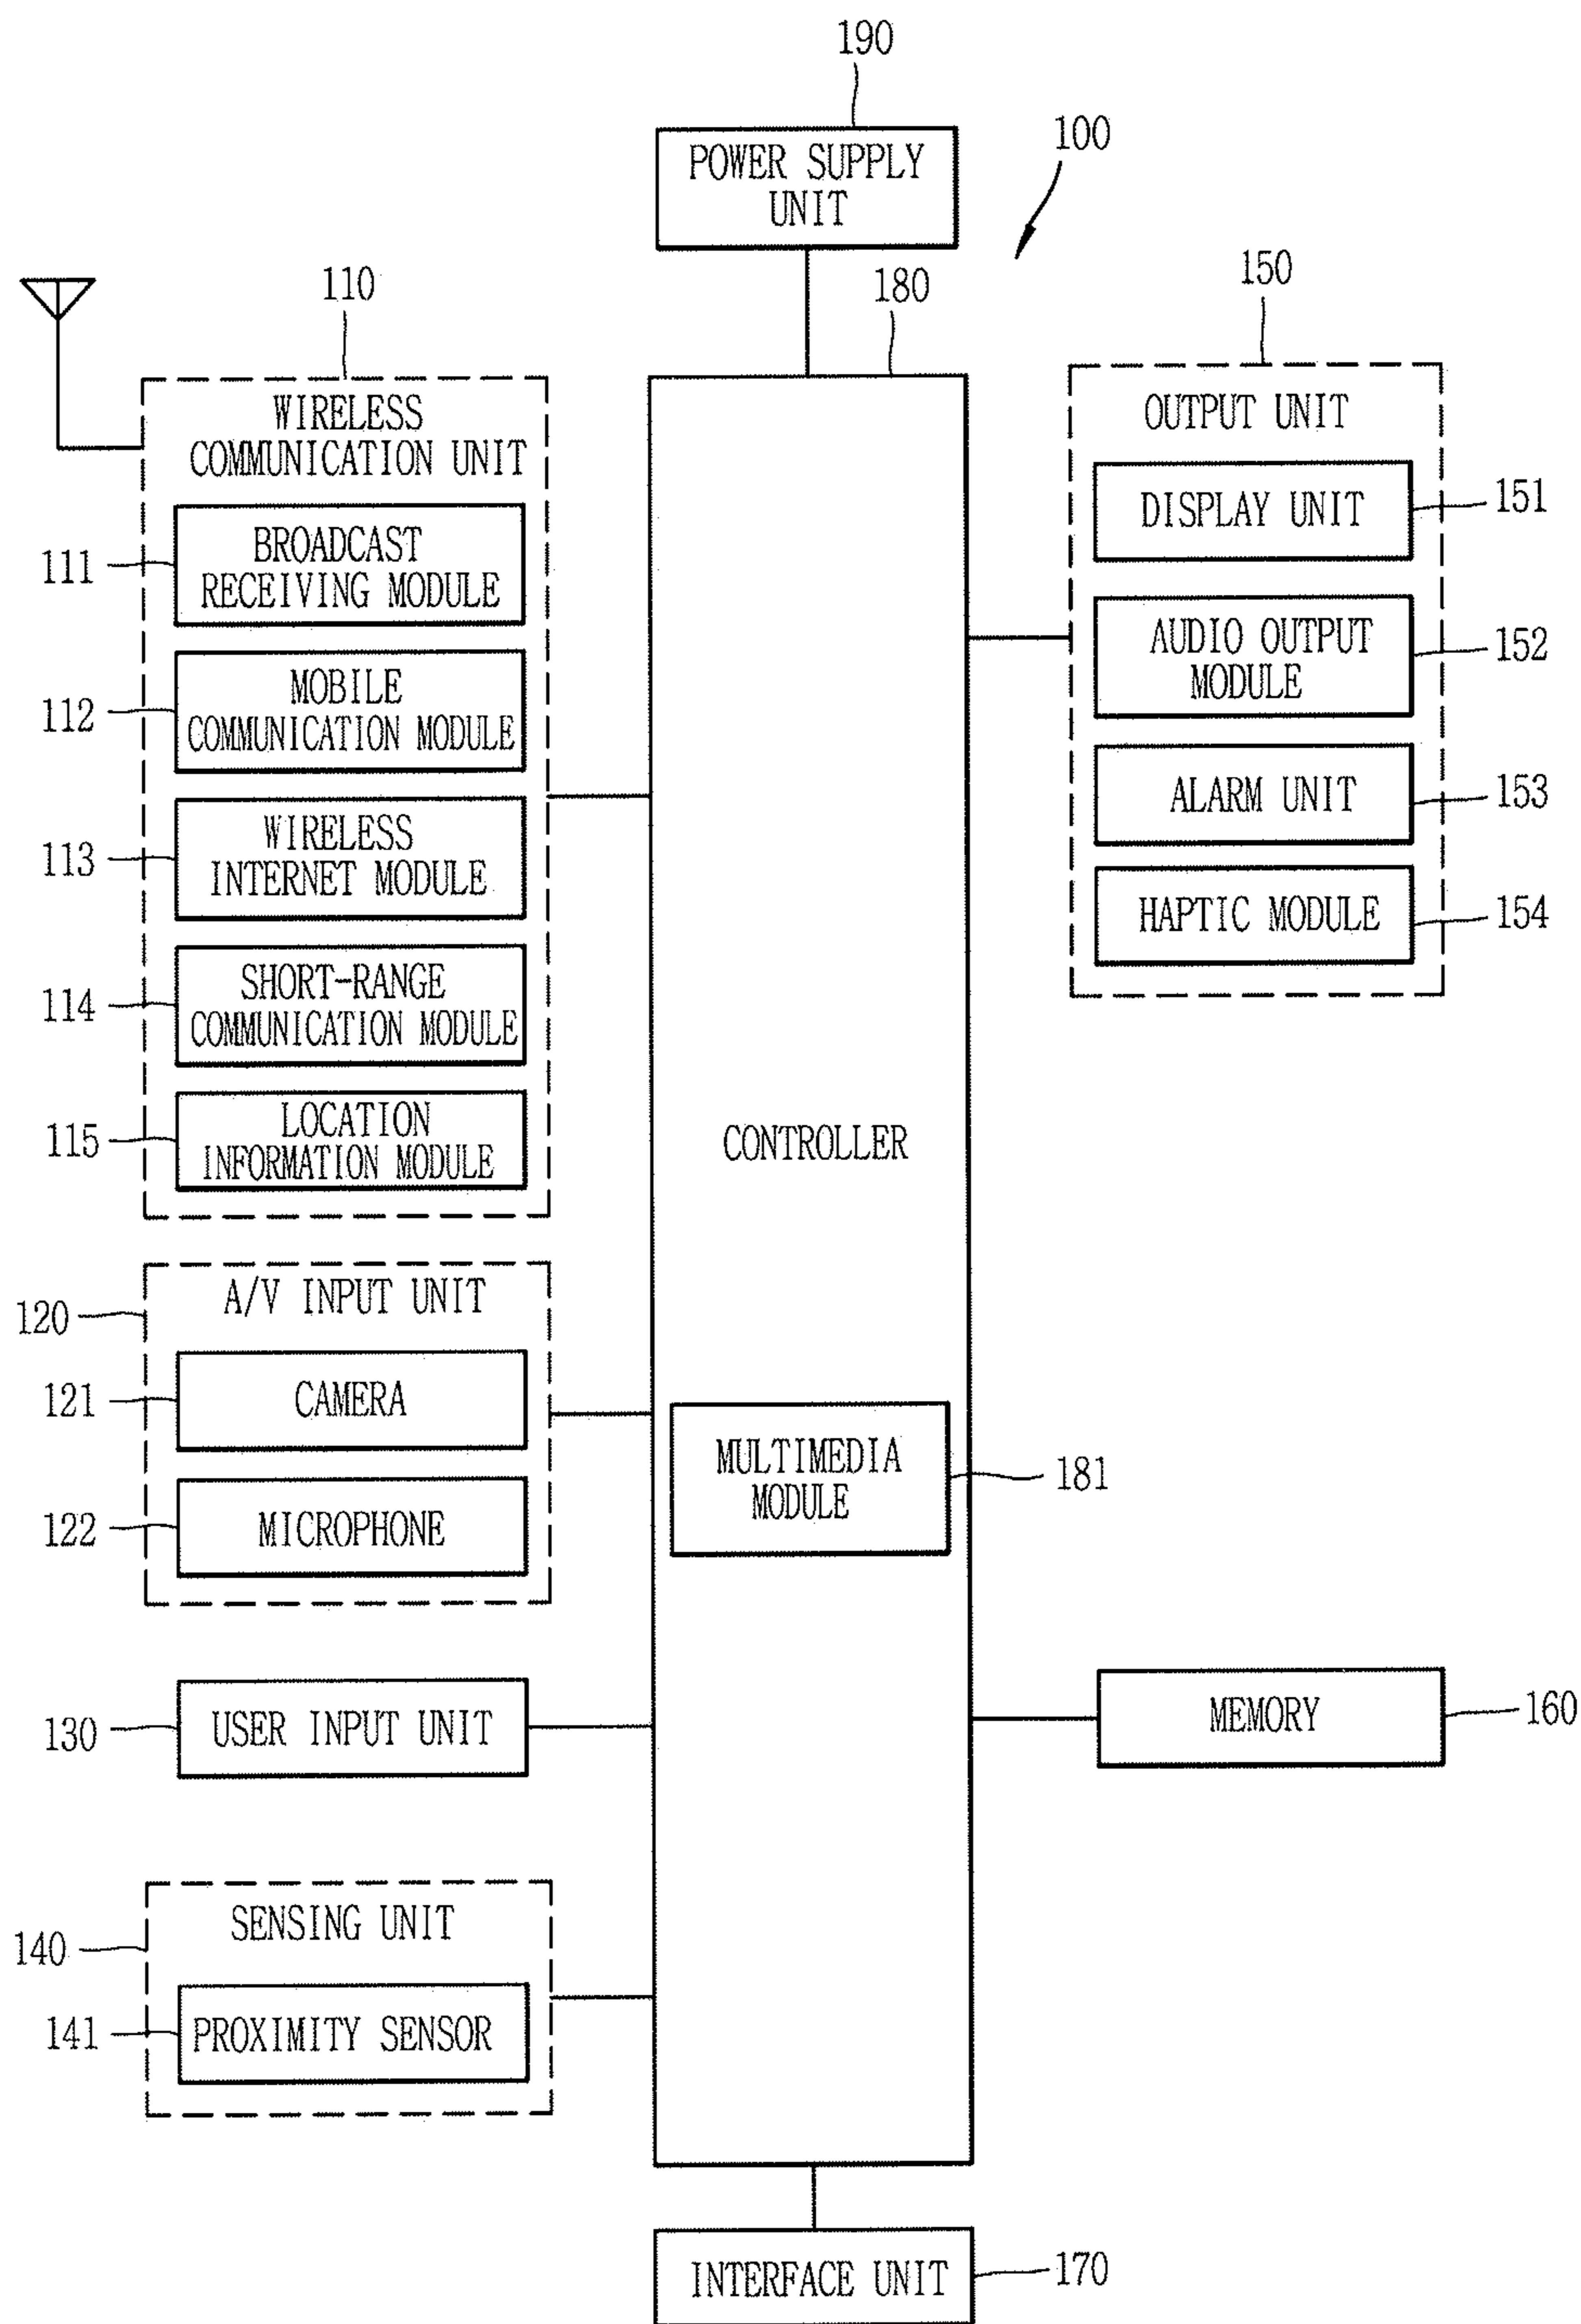 190
POWER SUPPLY
UNIT
100
110
180
150
WIRELESS
COMMUNICATION UNIT
111
BROADCAST
RECEIVING MODULE
112
MOBILE
COMMUNICATION MODULE
113
WIRELESS
INTERNET MODULE
114
SHORT-RANGE
COMMUNICATION MODULE
115
LOCATION
INFORMATION MODULE
120
A/V INPUT UNIT
121
CAMERA
122
MICROPHONE
130
USER INPUT UNIT
140
SENSING UNIT
141
PROXIMITY SENSOR
CONTROLLER
MULTIMEDIA
MODULE
181
OUTPUT UNIT
DISPLAY UNIT
151
AUDIO OUTPUT
MODULE
152
ALARM UNIT
153
HAPTIC MODULE
154
MEMORY
160
INTERFACE UNIT
170